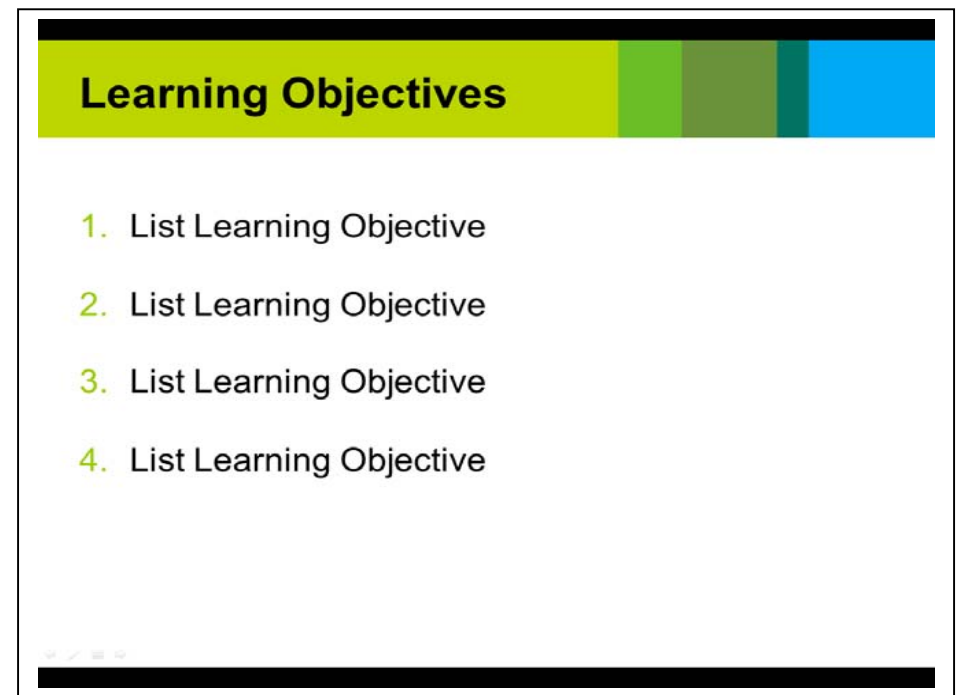 Learning Objectives
1. List Learning Objective
2. List Learning Objective
3. List Learning Objective
4. List Learning Objective